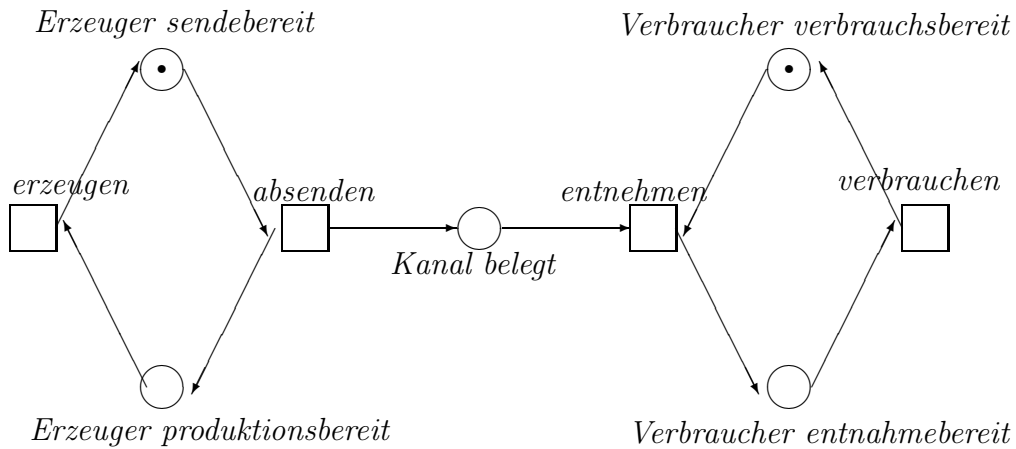 Erzeuger sendebereit
Verbraucher verbrauchsbereit
erzeugen
absenden
entnehmen
verbrauchen
Kanal belegt
Erzeuger produktionsbereit
Verbraucher entnahmebereit